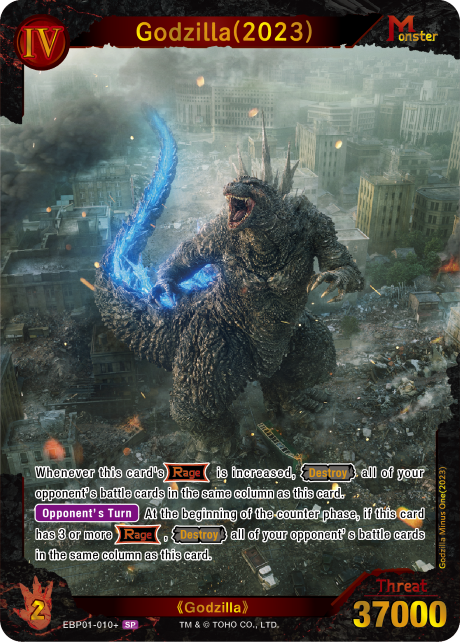 IV
Godzilla(2023)
Monster
Whenever this card's Rage is increased, Destroy all of your
opponent's battle cards in the same column as this card.
Opponent's Turn At the beginning of the counter phase, if this card
has 3 or more Rage, Destroy all of your opponent's battle cards
in the same column as this card.
Godzilla Minus One(2023)
2
《Godzilla》
EBP01-010+ SP TM & © TOHO CO., LTD.
Threat
37000